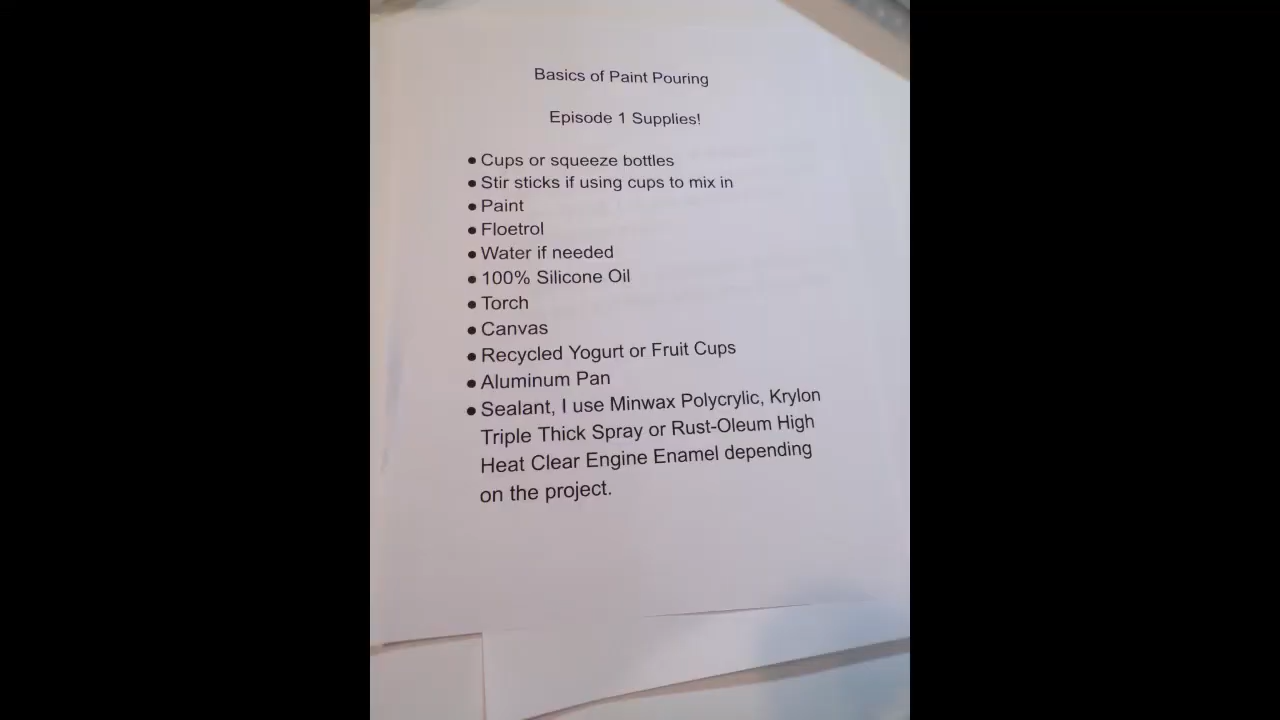 Basics of Paint Pouring
Episode 1 Supplies!
● Cups or squeeze bottles
● Stir sticks if using cups to mix in
● Paint
● Floetrol
● Water if needed
● 100% Silicone Oil
● Torch
● Canvas
● Recycled Yogurt or Fruit Cups
● Aluminum Pan
● Sealant, I use Minwax Polycrylic, Krylon
Triple Thick Spray or Rust-Oleum High
Heat Clear Engine Enamel depending
on the project.